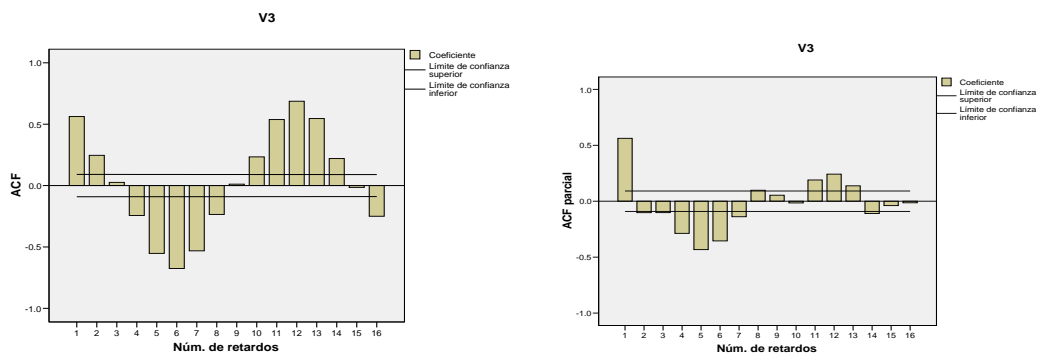 V3
Coeficiente
Límite de confianza
superior
Límite de confianza
inferior
1.0
0.5
0.0
-0.5
-1.0
ACF
1 2 3 4 5 6 7 8 9 10 11 12 13 14 15 16
Núm. de retardos
V3
Coeficiente
Límite de confianza
superior
Límite de confianza
inferior
1.0
0.5
0.0
-0.5
-1.0
ACF parcial
1 2 3 4 5 6 7 8 9 10 11 12 13 14 15 16
Núm. de retardos